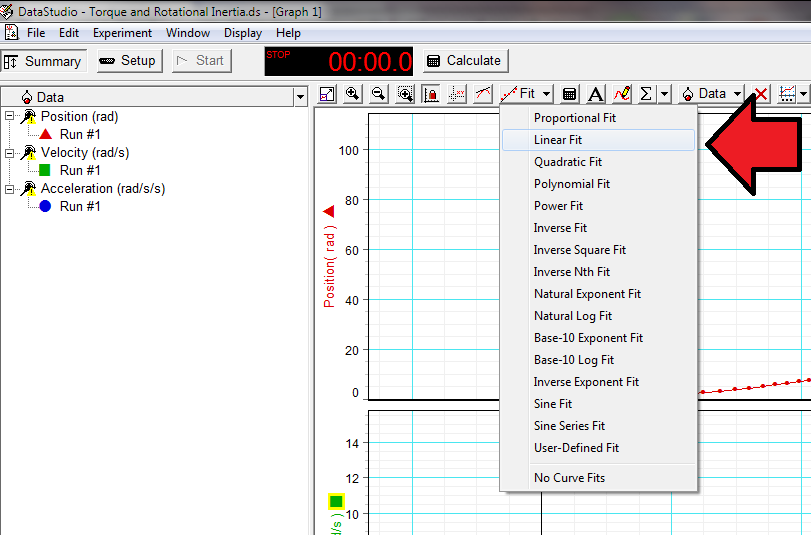 DataStudio - Torque and Rotational Inertia.ds - [Graph 1]
File Edit Experiment Window Display Help
Summary Setup Start STOP 00:00.0 Calculate
Data
Fit A Σ Data
Position (rad)
Run #1
Velocity (rad/s)
Run #1
Acceleration (rad/s/s)
Run #1
Proportional Fit
Linear Fit
Quadratic Fit
Polynomial Fit
Power Fit
Inverse Fit
Inverse Square Fit
Inverse Nth Fit
Natural Exponent Fit
Natural Log Fit
Base-10 Exponent Fit
Base-10 Log Fit
Inverse Exponent Fit
Sine Fit
Sine Series Fit
User-Defined Fit
No Curve Fits
Position( rad )
100
80
60
40
20
0
14
12
10
d/s )